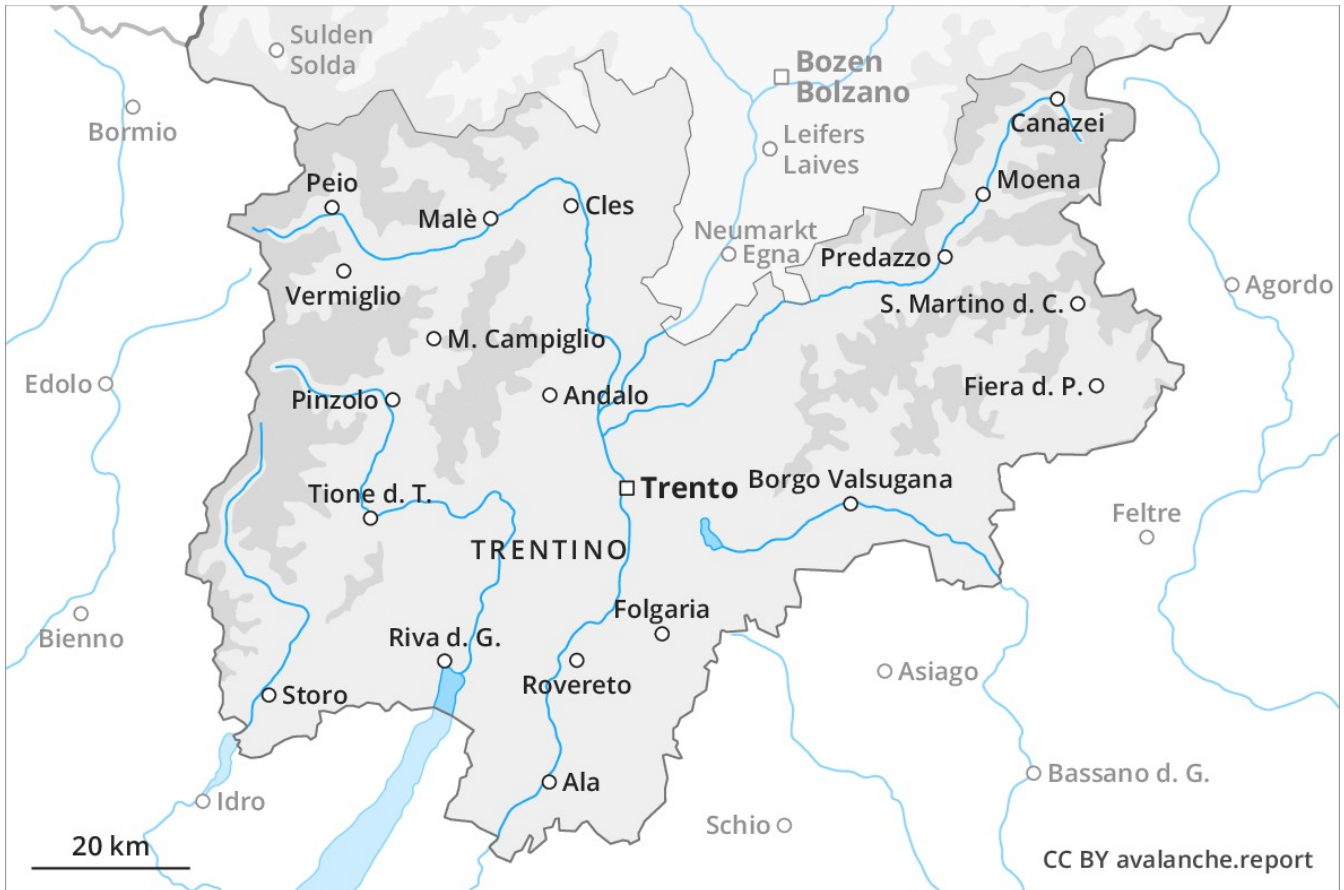 Sulden
Solda
Bozen
Bolzano
Bormio
Canazei
Leifers
Laives
Peio
Moena
Malè
Cles
Neumarkt
Egna
Predazzo
Vermiglio
S. Martino d. C.
Agordo
M. Campiglio
Edolo
Pinzolo
Andalo
Fiera d. P.
Tione d. T.
Trento
Borgo Valsugana
Feltre
TRENTINO
Folgaria
Bienno
Riva d. G.
Asiago
Storo
Rovereto
Ala
Bassano d. G.
Idro
Schio
20 km
CC BY avalanche.report